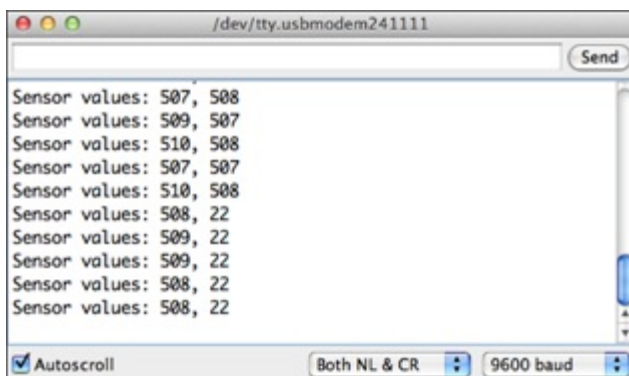 /dev/tty.usbmodem241111
Send
Sensor values: 507, 508
Sensor values: 509, 507
Sensor values: 510, 508
Sensor values: 507, 507
Sensor values: 510, 508
Sensor values: 508, 22
Sensor values: 509, 22
Sensor values: 509, 22
Sensor values: 508, 22
Sensor values: 508, 22
Autoscroll Both NL & CR 9600 baud